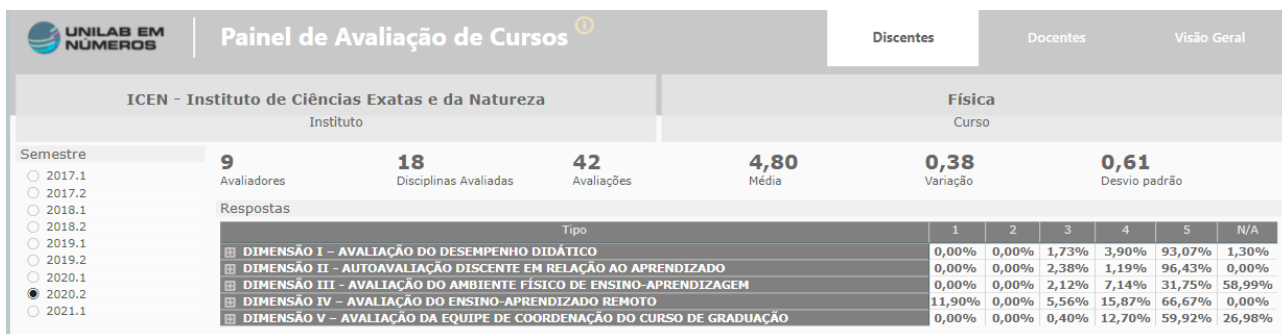 UNILAB EM
NÚMEROS
Painel de Avaliação de Cursos
Discentes Docentes Visão Geral
ICEN - Instituto de Ciências Exatas e da Natureza
Instituto
Física
Curso
Semestre
2017.1
2017.2
2018.1
2018.2
2019.1
2019.2
2020.1
2020.2
2021.1
9 18 42 4,80 0,38 0,61
Avaliadores Disciplinas Avaliadas Avaliações Média Variação Desvio padrão
Respostas
Tipo 1 2 3 4 5 N/A
DIMENSÃO I – AVALIAÇÃO DO DESEMPENHO DIDÁTICO 0,00% 0,00% 1,73% 3,90% 93,07% 1,30%
DIMENSÃO II - AUTOAVALIAÇÃO DISCENTE EM RELAÇÃO AO APRENDIZADO 0,00% 0,00% 2,38% 1,19% 96,43% 0,00%
DIMENSÃO III - AVALIAÇÃO DO AMBIENTE FÍSICO DE ENSINO-APRENDIZAGEM 0,00% 0,00% 2,12% 7,14% 31,75% 58,99%
DIMENSÃO IV – AVALIAÇÃO DO ENSINO-APRENDIZADO REMOTO 11,90% 0,00% 5,56% 15,87% 66,67% 0,00%
DIMENSÃO V – AVALIAÇÃO DA EQUIPE DE COORDENAÇÃO DO CURSO DE GRADUAÇÃO 0,00% 0,00% 0,40% 12,70% 59,92% 26,98%